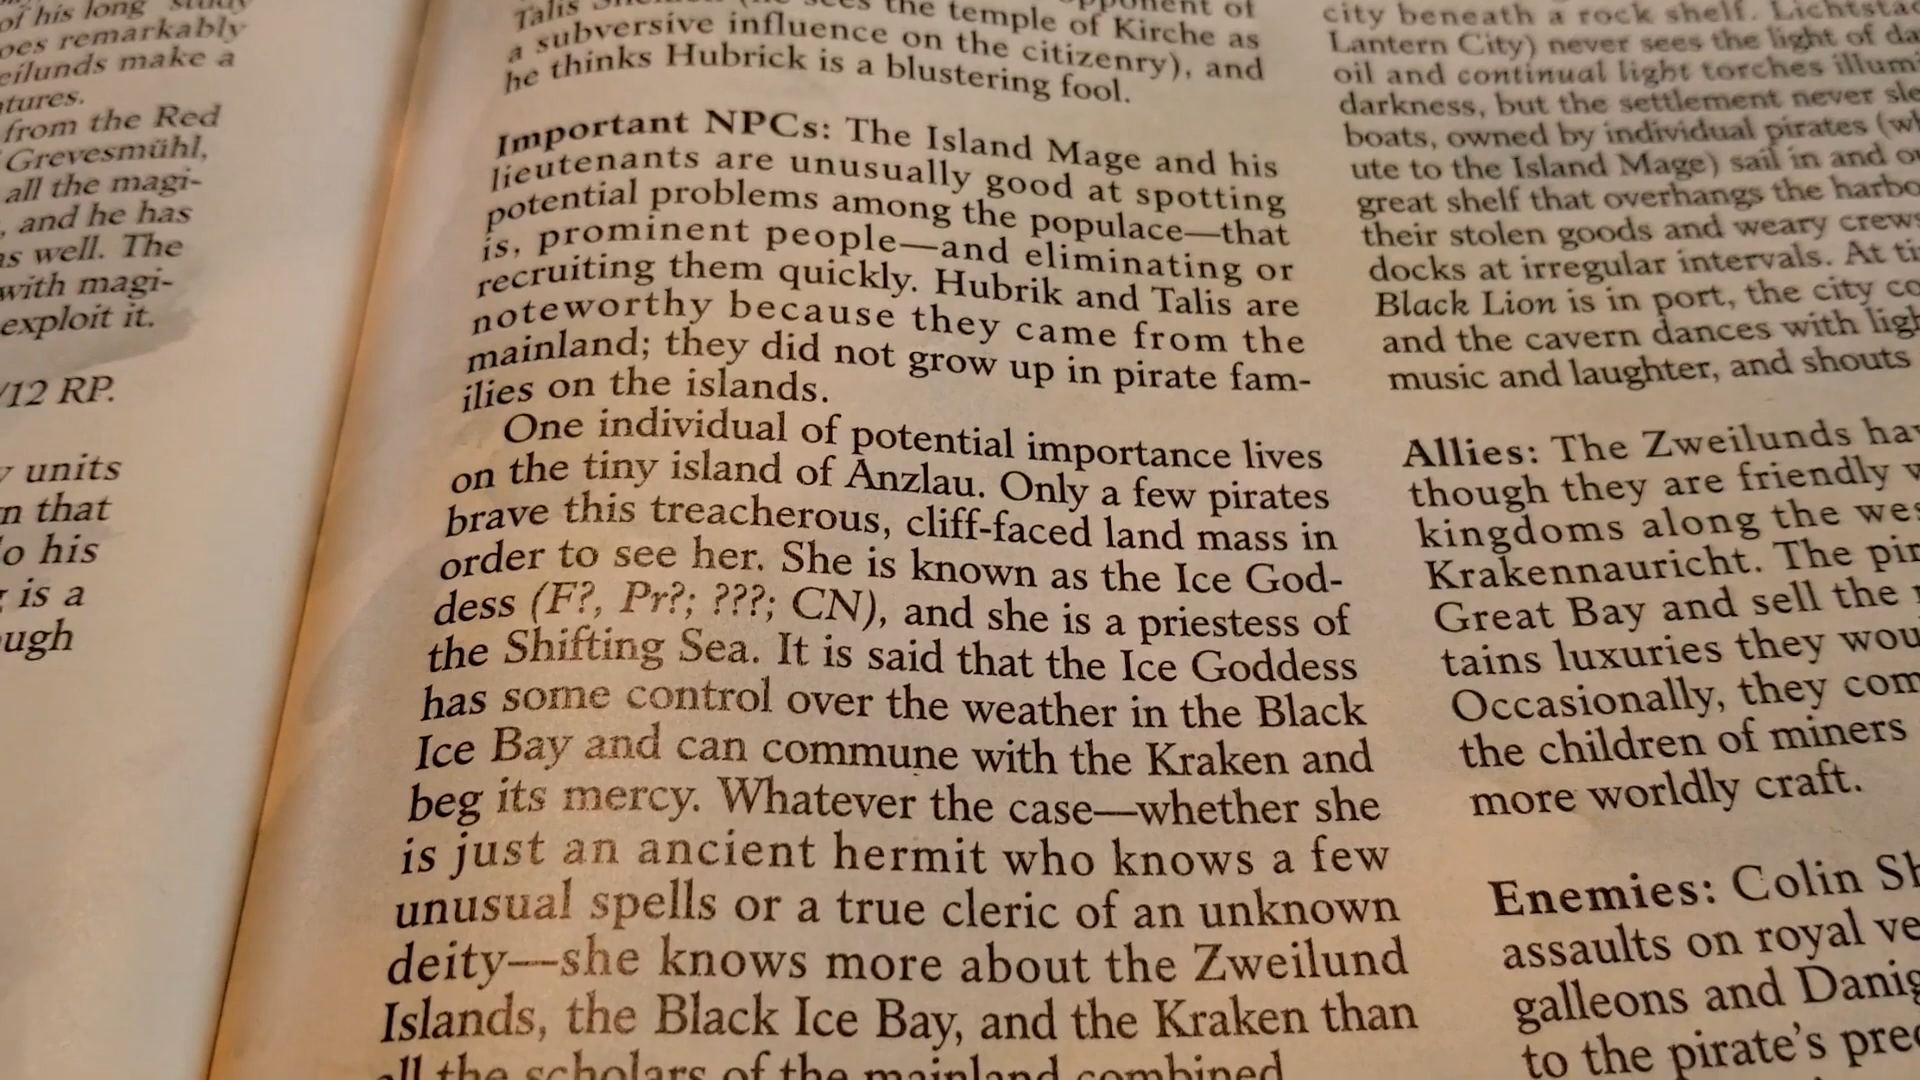 of his long study
oes remarkably
eilunds make a
tures.
from the Red
Grevesmühl,
all the magi-
, and he has
as well. The
with magi-
exploit it.
/12 RP.
units
n that
o his
is a
ugh
Talis
the temple of Kirche as
a subversive influence on the citizenry), and
he thinks Hubrick is a blustering fool.
Important NPCs: The Island Mage and his
lieutenants are unusually good at spotting
potential problems among the populace—that
is, prominent people—and eliminating or
recruiting them quickly. Hubrik and Talis are
noteworthy because they came from the
mainland; they did not grow up in pirate fam-
ilies on the islands.
One individual of potential importance lives
on the tiny island of Anzlau. Only a few pirates
brave this treacherous, cliff-faced land mass in
order to see her. She is known as the Ice God-
dess (F?, Pr?; ???; CN), and she is a priestess of
the Shifting Sea. It is said that the Ice Goddess
has some control over the weather in the Black
Ice Bay and can commune with the Kraken and
beg its mercy. Whatever the case—whether she
is just an ancient hermit who knows a few
unusual spells or a true cleric of an unknown
deity—she knows more about the Zweilund
Islands, the Black Ice Bay, and the Kraken than
all the scholars of the mainland combined
city beneath a rock shelf.
Lantern City) never sees the light of da
oil and continual light torches illumi
darkness, but the settlement never sle
boats, owned by individual pirates (wh
ute to the Island Mage) sail in and o
great shelf that overhangs the harbo
their stolen goods and weary crews
docks at irregular intervals. At ti
Black Lion is in port, the city co
and the cavern dances with ligh
music and laughter, and shouts
Allies: The Zweilunds hav
though they are friendly w
kingdoms along the wes
Krakennauricht. The pir
Great Bay and sell the
tains luxuries they wou
Occasionally, they com
the children of miners
more worldly craft.
Enemies: Colin Sh
assaults on royal ve
galleons and Danig
to the pirate's pre